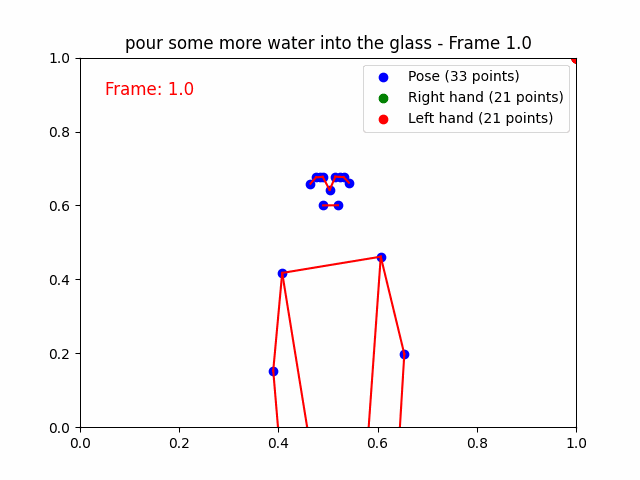 pour some more water into the glass - Frame 1.0
Frame: 1.0
Pose (33 points)
Right hand (21 points)
Left hand (21 points)
1.0
0.8
0.6
0.4
0.2
0.0
0.0 0.2 0.4 0.6 0.8 1.0